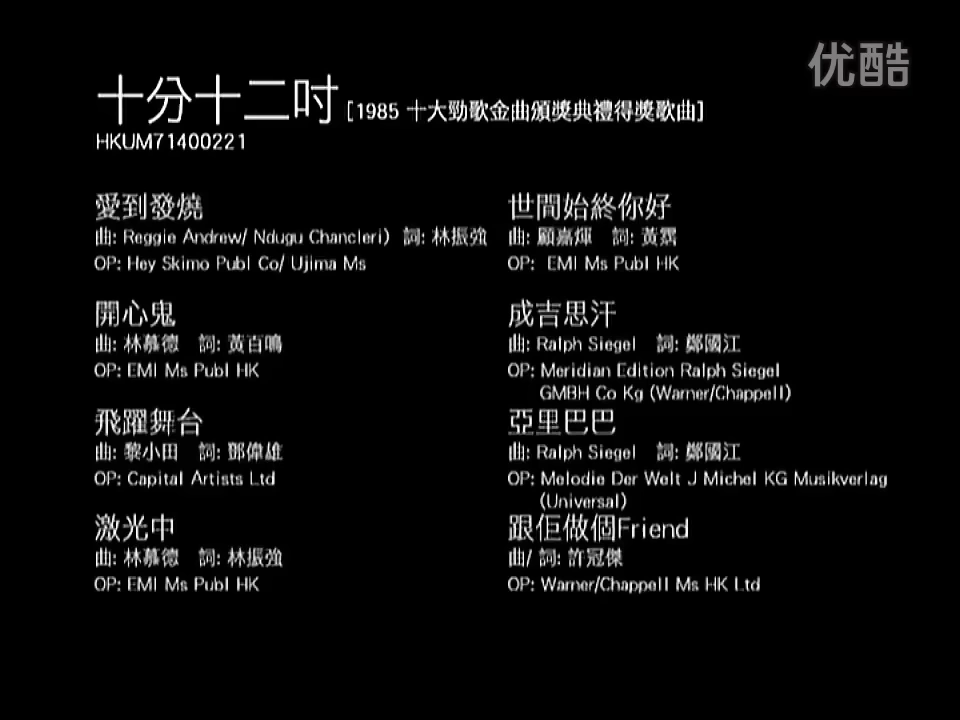 优酷
十分十二吋 [1985 十大勁歌金曲頒獎典禮得獎歌曲]
HKUM71400221
愛到發燒
曲: Reggie Andrew/ Ndugu Chancleri) 詞: 林振強
OP: Hey Skimo Publ Co/ Ujima Ms
開心鬼
曲: 林慕德 詞: 黃百鳴
OP: EMI Ms Publ HK
飛躍舞台
曲: 黎小田 詞: 鄧偉雄
OP: Capital Artists Ltd
激光中
曲: 林慕德 詞: 林振強
OP: EMI Ms Publ HK
世間始終你好
曲: 顧嘉煇 詞: 黃霑
OP: EMI Ms Publ HK
成吉思汗
曲: Ralph Siegel 詞: 鄭國江
OP: Meridian Edition Ralph Siegel
GMBH Co Kg (Warner/Chappell)
亞里巴巴
曲: Ralph Siegel 詞: 鄭國江
OP: Melodie Der Welt J Michel KG Musikverlag
(Universal)
跟佢做個Friend
曲/ 詞: 許冠傑
OP: Warner/Chappell Ms HK Ltd